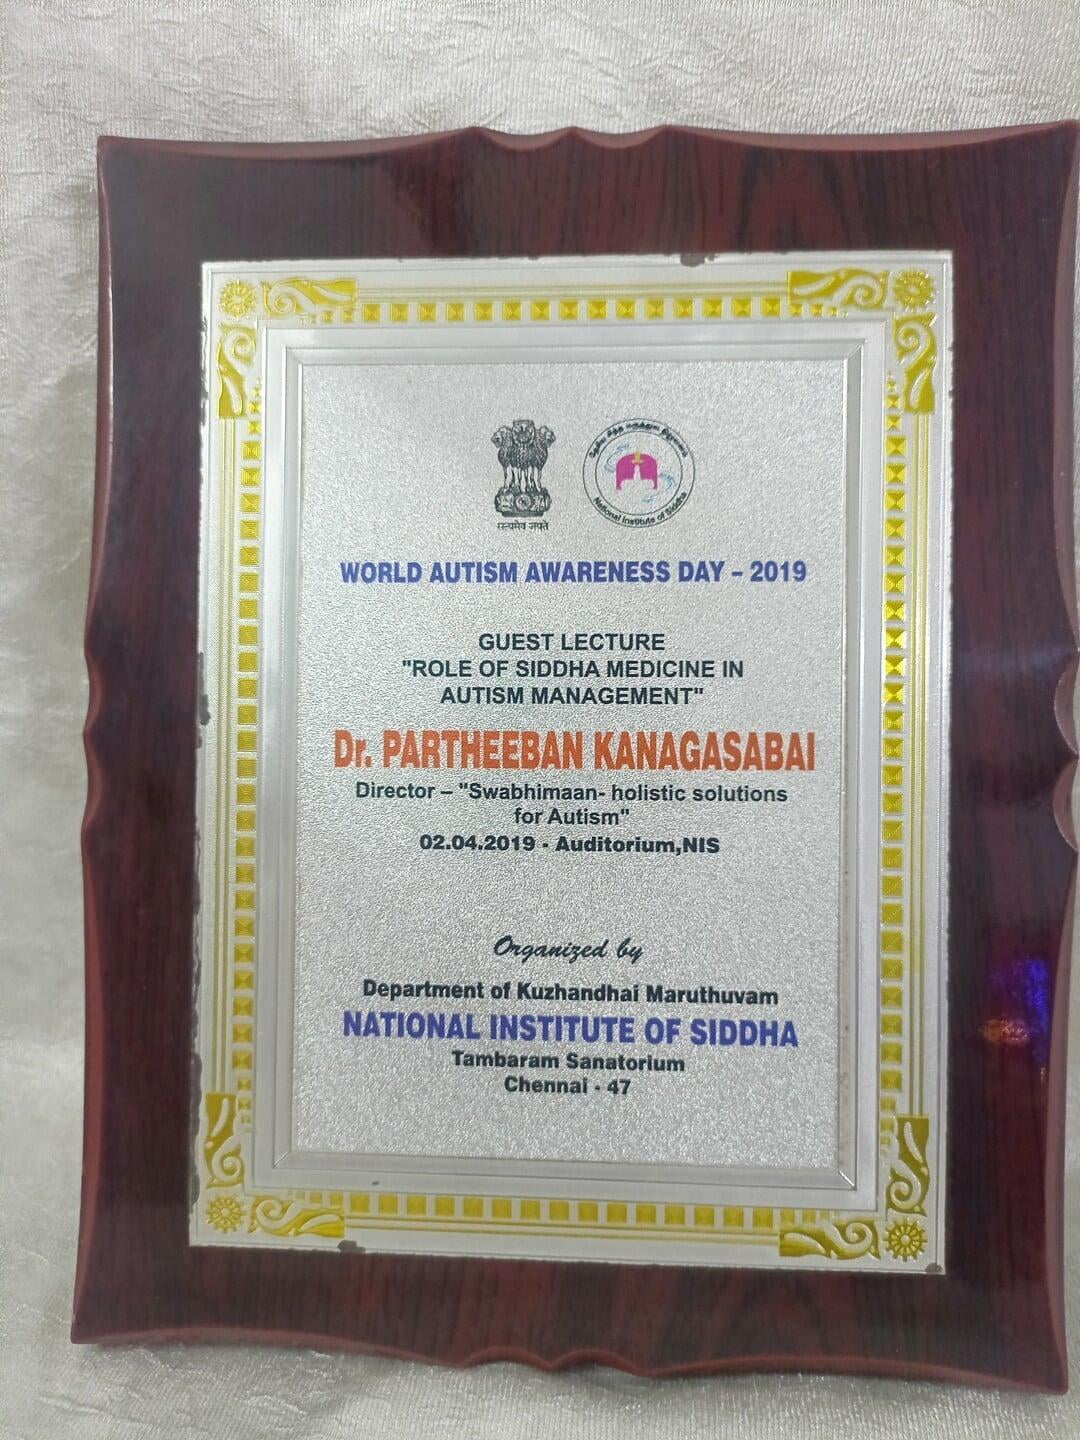 सत्यमेव जयते
தேசிய சித்த மருத்துவ நிறுவனம்
National Institute of Siddha
WORLD AUTISM AWARENESS DAY – 2019
GUEST LECTURE
"ROLE OF SIDDHA MEDICINE IN
AUTISM MANAGEMENT"
Dr. PARTHEEBAN KANAGASABAI
Director – "Swabhimaan- holistic solutions
for Autism"
02.04.2019 - Auditorium,NIS
Organized by
Department of Kuzhandhai Maruthuvam
NATIONAL INSTITUTE OF SIDDHA
Tambaram Sanatorium
Chennai - 47